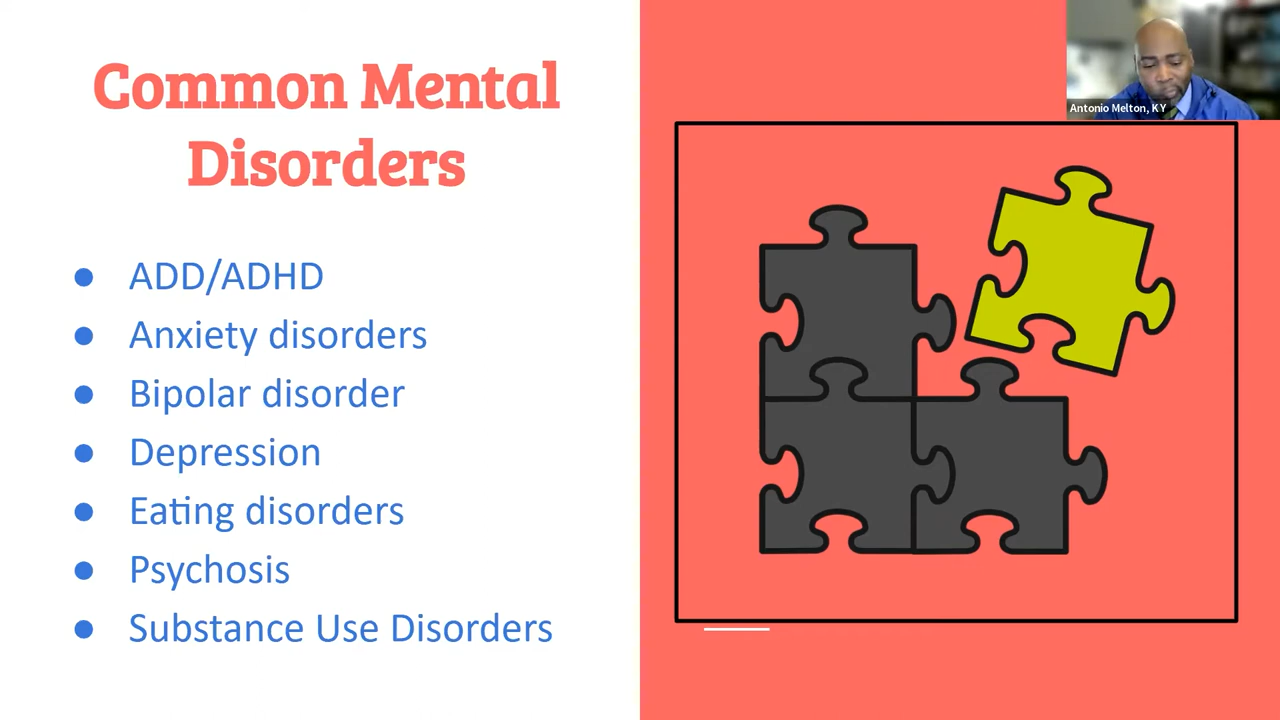 Common Mental
Disorders
ADD/ADHD
Anxiety disorders
Bipolar disorder
Depression
Eating disorders
Psychosis
Substance Use Disorders
Antonio Melton, KY